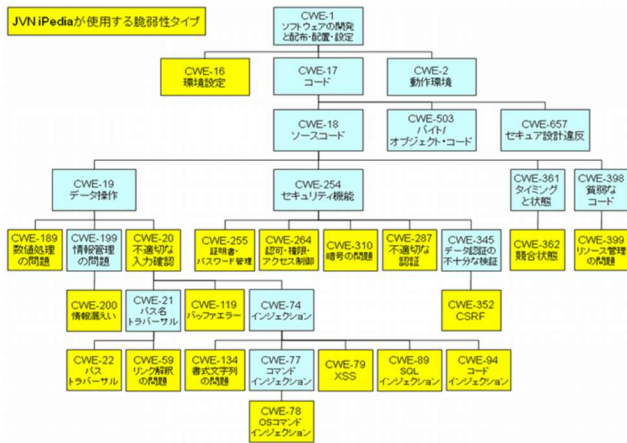 JVN iPediaが使用する脆弱性タイプ
CWE-1
ソフトウェアの開発
と配布・配置・設定
CWE-16
環境設定
CWE-17
コード
CWE-2
動作環境
CWE-18
ソースコード
CWE-503
バイト/
オブジェクト・コード
CWE-657
セキュア設計違反
CWE-19
データ操作
CWE-254
セキュリティ機能
CWE-361
タイミング
と状態
CWE-398
質弱な
コード
CWE-189
数値処理
の問題
CWE-199
情報管理
の問題
CWE-20
不適切な
入力確認
CWE-255
証明書・
パスワード管理
CWE-264
認可・権限・
アクセス制御
CWE-310
暗号の問題
CWE-287
不適切な
認証
CWE-345
データ認証の
不十分な検証
CWE-362
競合状態
CWE-399
リソース管理
の問題
CWE-200
情報漏えい
CWE-21
パス名
トラバーサル
CWE-119
バッファエラー
CWE-74
インジェクション
CWE-352
CSRF
CWE-22
パス
トラバーサル
CWE-59
リンク解釈
の問題
CWE-134
書式文字列
の問題
CWE-77
コマンド
インジェクション
CWE-79
XSS
CWE-89
SQL
インジェクション
CWE-94
コード
インジェクション
CWE-78
OSコマンド
インジェクション